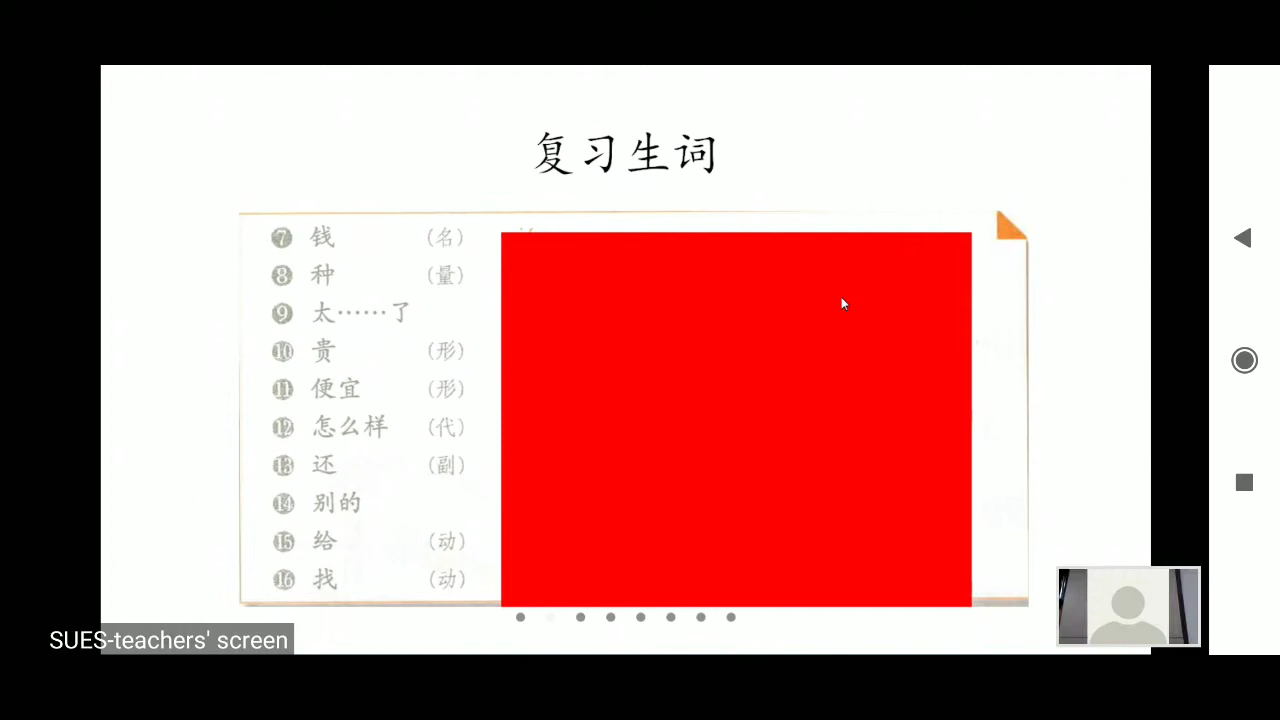 复习生词
7 钱 (名)
8 种 (量)
9 太……了
10 贵 (形)
11 便宜 (形)
12 怎么样 (代)
13 还 (副)
14 别的
15 给 (动)
16 找 (动)
SUES-teachers' screen